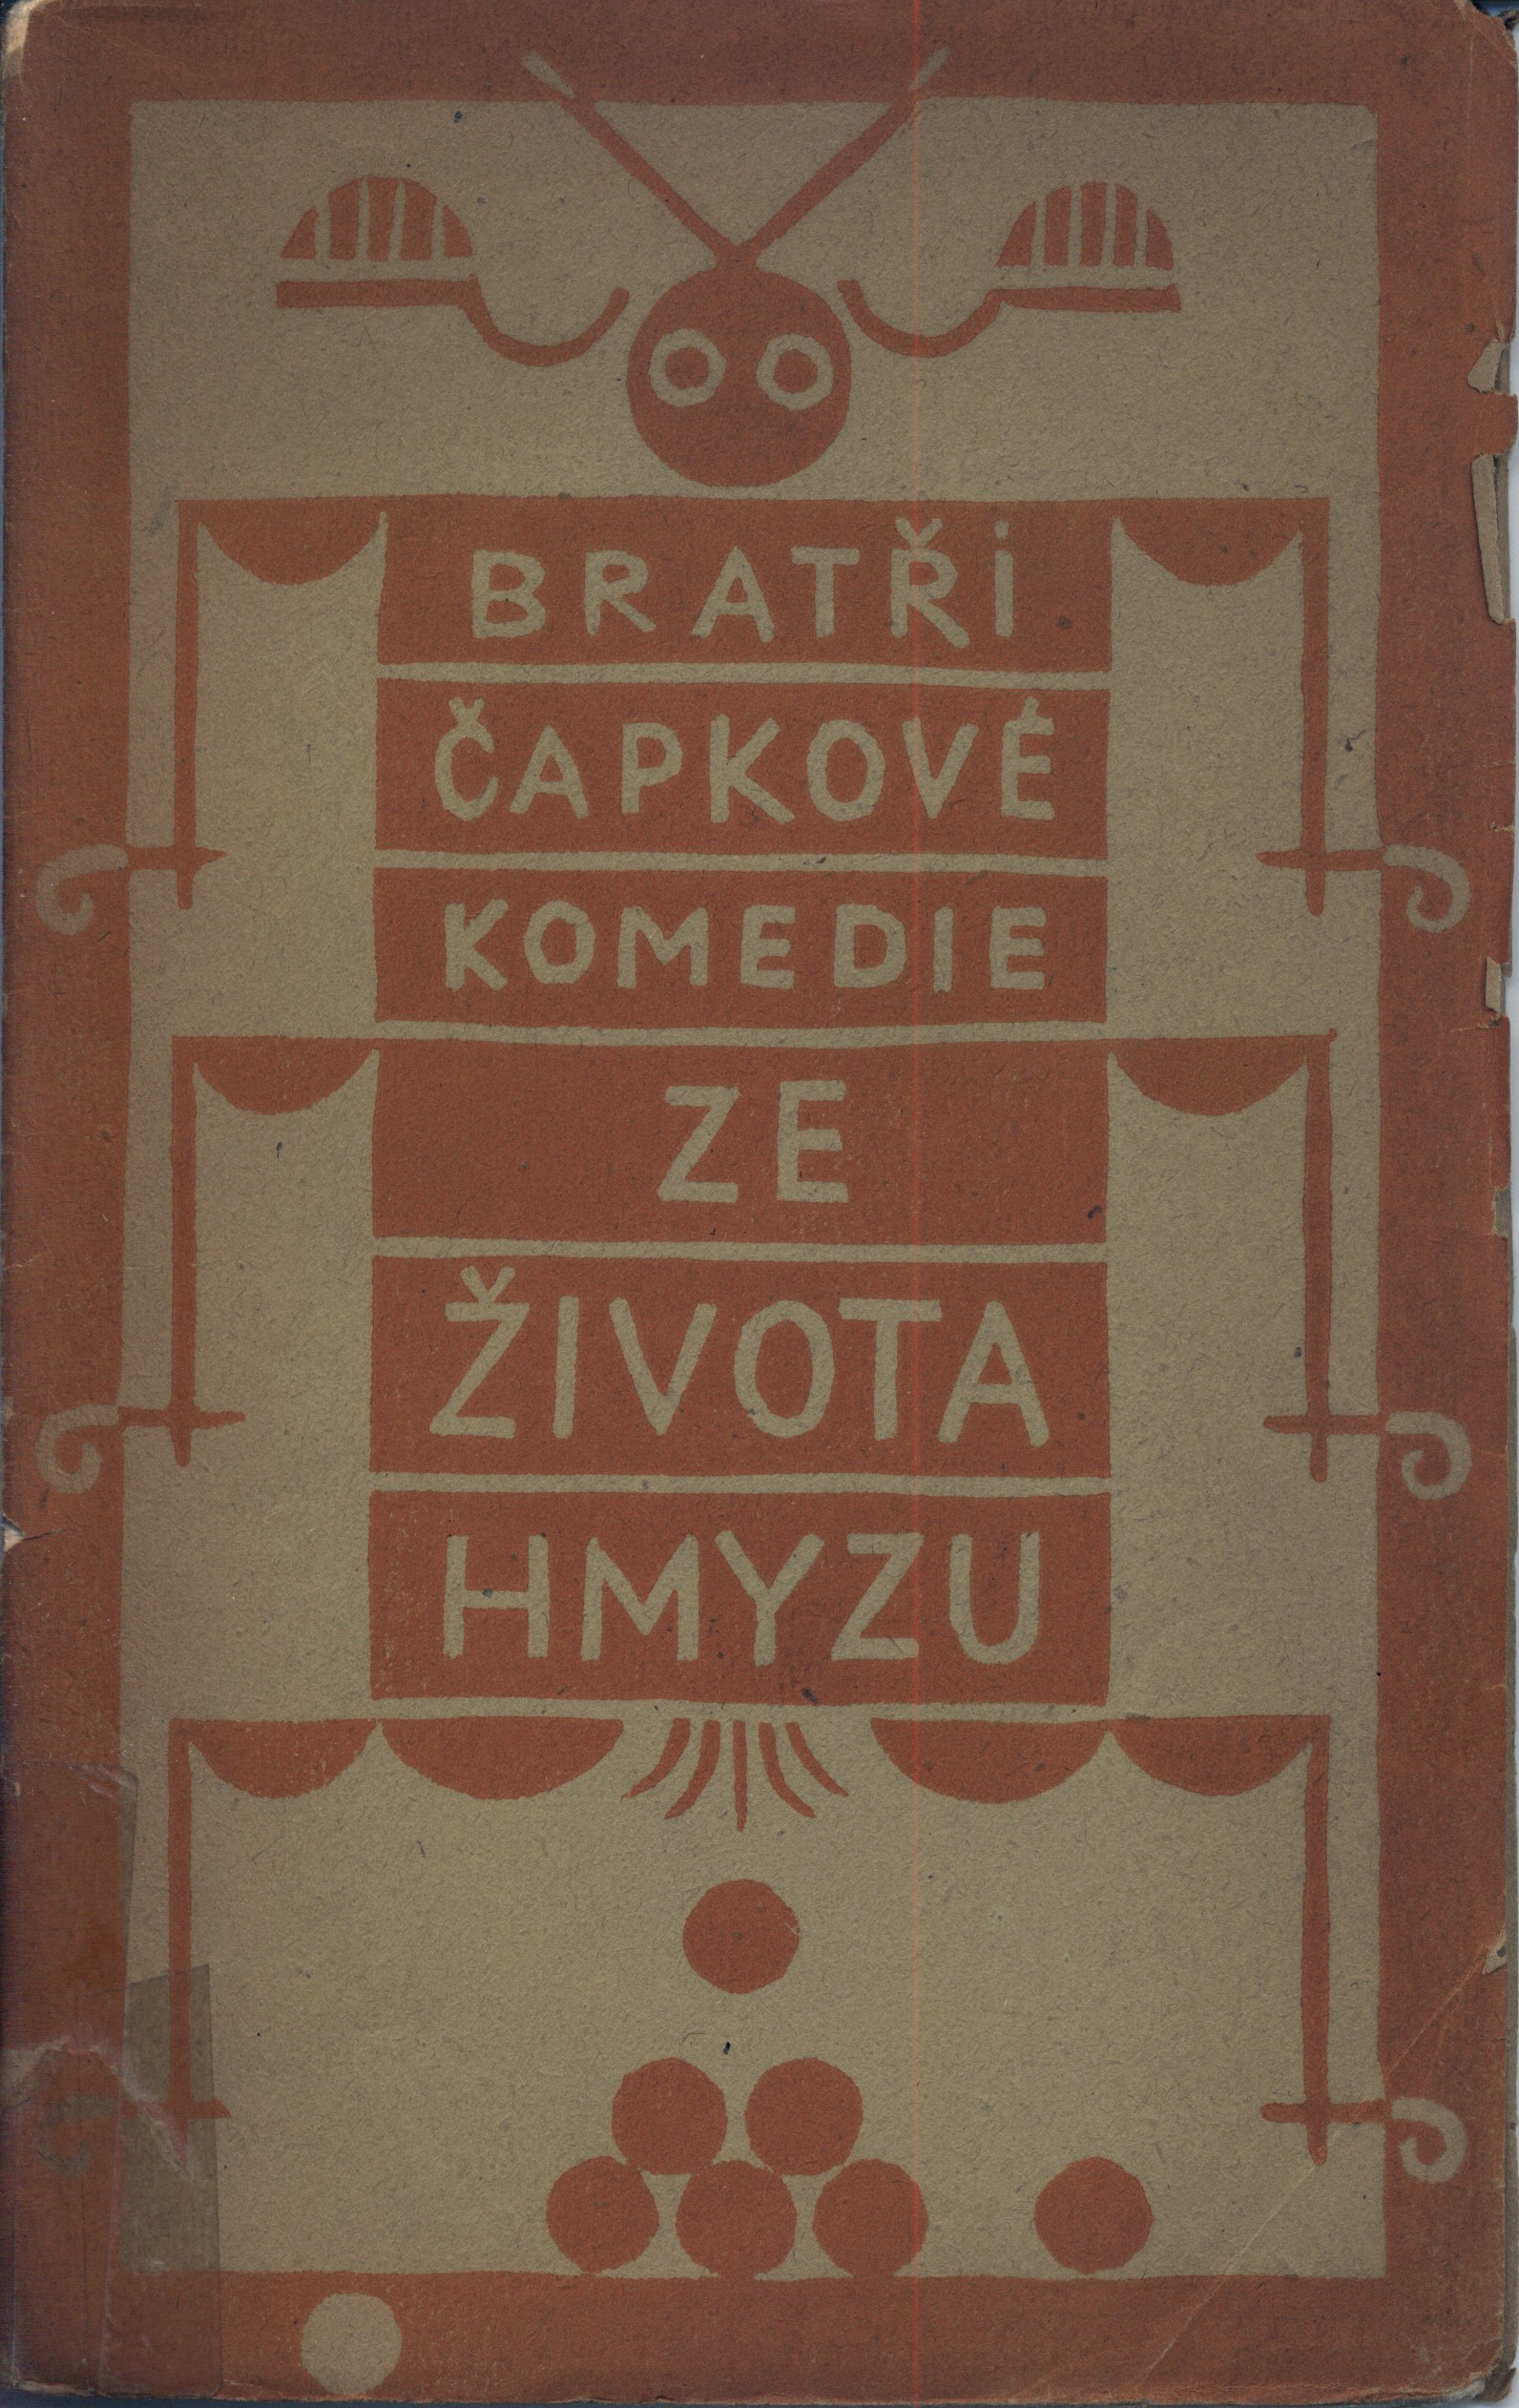 BRATŘI
ČAPKOVÉ
KOMEDIE
ZE
ŽIVOTA
HMYZU